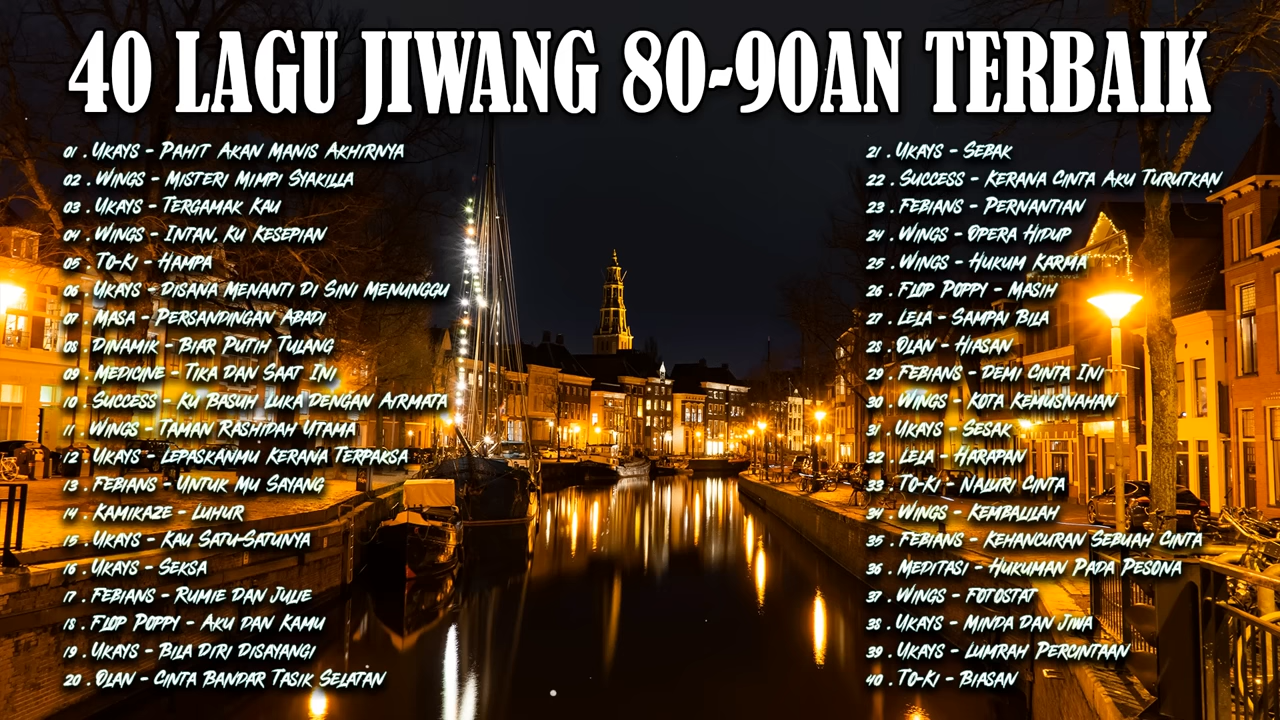 40 LAGU JIWANG 80-90AN TERBAIK
01 . UKAYS - PAHIT AKAN MANIS AKHIRNYA
02 . WINGS - MISTERI MIMPI SYAKILLA
03 . UKAYS - TERGAMAK KAU
04 . WINGS - INTAN, KU KESEPIAN
05 . TO-KI - HAMPA
06 . UKAYS - DISANA MENANTI DI SINI MENUNGGU
07 . MASA - PERSANDINGAN ABADI
08 . DINAMIK - BIAR PUTIH TULANG
09 . MEDICINE - TIKA DAN SAAT INI
10 . SUCCESS - KU BASUH LUKA DENGAN AIRMATA
11 . WINGS - TAMAN RASHIDAH UTAMA
12 . UKAYS - LEPASKANMU KERANA TERPAKSA
13 . FEBIANS - UNTUK MU SAYANG
14 . KAMIKAZE - LUHUR
15 . UKAYS - KAU SATU-SATUNYA
16 . UKAYS - SEKSA
17 . FEBIANS - RUMIE DAN JULIE
18 . FLOP POPPY - AKU DAN KAMU
19 . UKAYS - BILA DIRI DISAYANGI
20 . OLAN - CINTA BANDAR TASIK SELATAN
21 . UKAYS - SEBAK
22 . SUCCESS - KERANA CINTA AKU TURUTKAN
23 . FEBIANS - PERNANTIAN
24 . WINGS - OPERA HIDUP
25 . WINGS - HUKUM KARMA
26 . FLOP POPPY - MASIH
27 . LELA - SAMPAI BILA
28 . OLAN - HIASAN
29 . FEBIANS - DEMI CINTA INI
30 . WINGS - KOTA KEMUSNAHAN
31 . UKAYS - SESAK
32 . LELA - HARAPAN
33 . TO-KI - NALURI CINTA
34 . WINGS - KEMBALILAH
35 . FEBIANS - KEHANCURAN SEBUAH CINTA
36 . MEDITASI - HUKUMAN PADA PESONA
37 . WINGS - FOTOSTAT
38 . UKAYS - MINDA DAN JIWA
39 . UKAYS - LUMRAH PERCINTAAN
40 . TO-KI - BIASAN